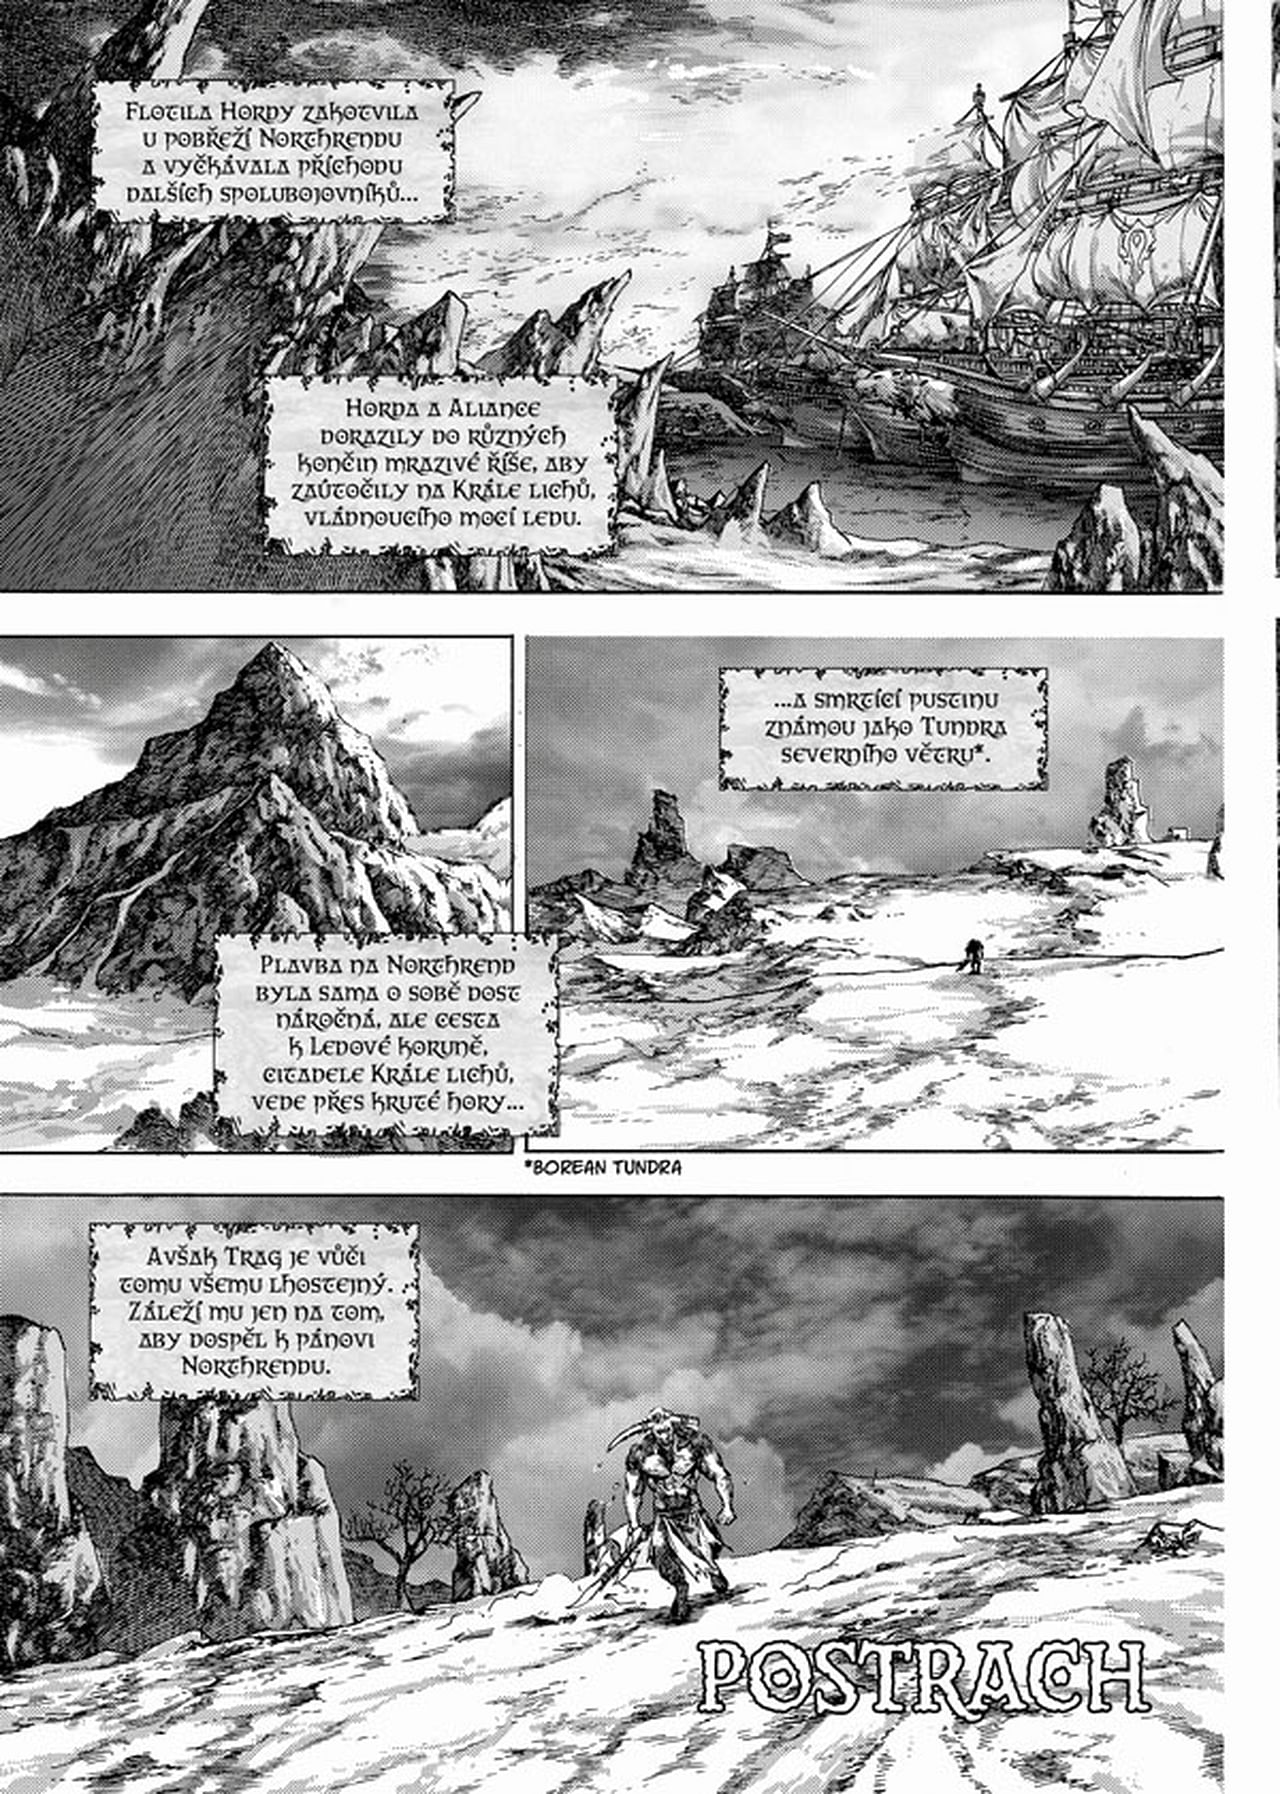 Flotila Hordy zakotvila
u pobřeží Northrendu
a vyčkávala příchodu
dalších spolubojovníků...
Horda a Aliance
dorazily do různých
končin mrazivé říše, aby
zaútočily na Krále lichů,
vládnoucího mocí ledu.
Plavba na Northrend
byla sama o sobě dost
náročná, ale cesta
k Ledové koruně,
citadele Krále lichů,
vede přes kruté hory...
...a smrtící pustinu
známou jako Tundra
severního větru*.
*BOREAN TUNDRA
Avšak Trag je vůči
tomu všemu lhostejný.
Záleží mu jen na tom,
aby dospěl k pánovi
Northrendu.
POSTRACH